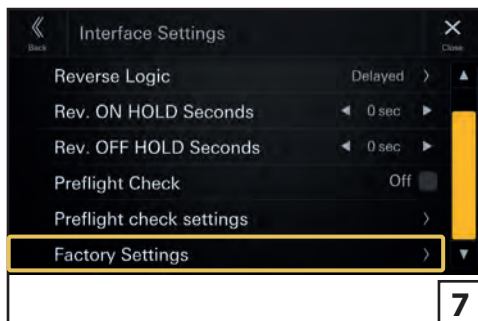 Back
Interface Settings
Close
Reverse Logic Delayed
Rev. ON HOLD Seconds 0 sec
Rev. OFF HOLD Seconds 0 sec
Preflight Check Off
Preflight check settings
Factory Settings
7